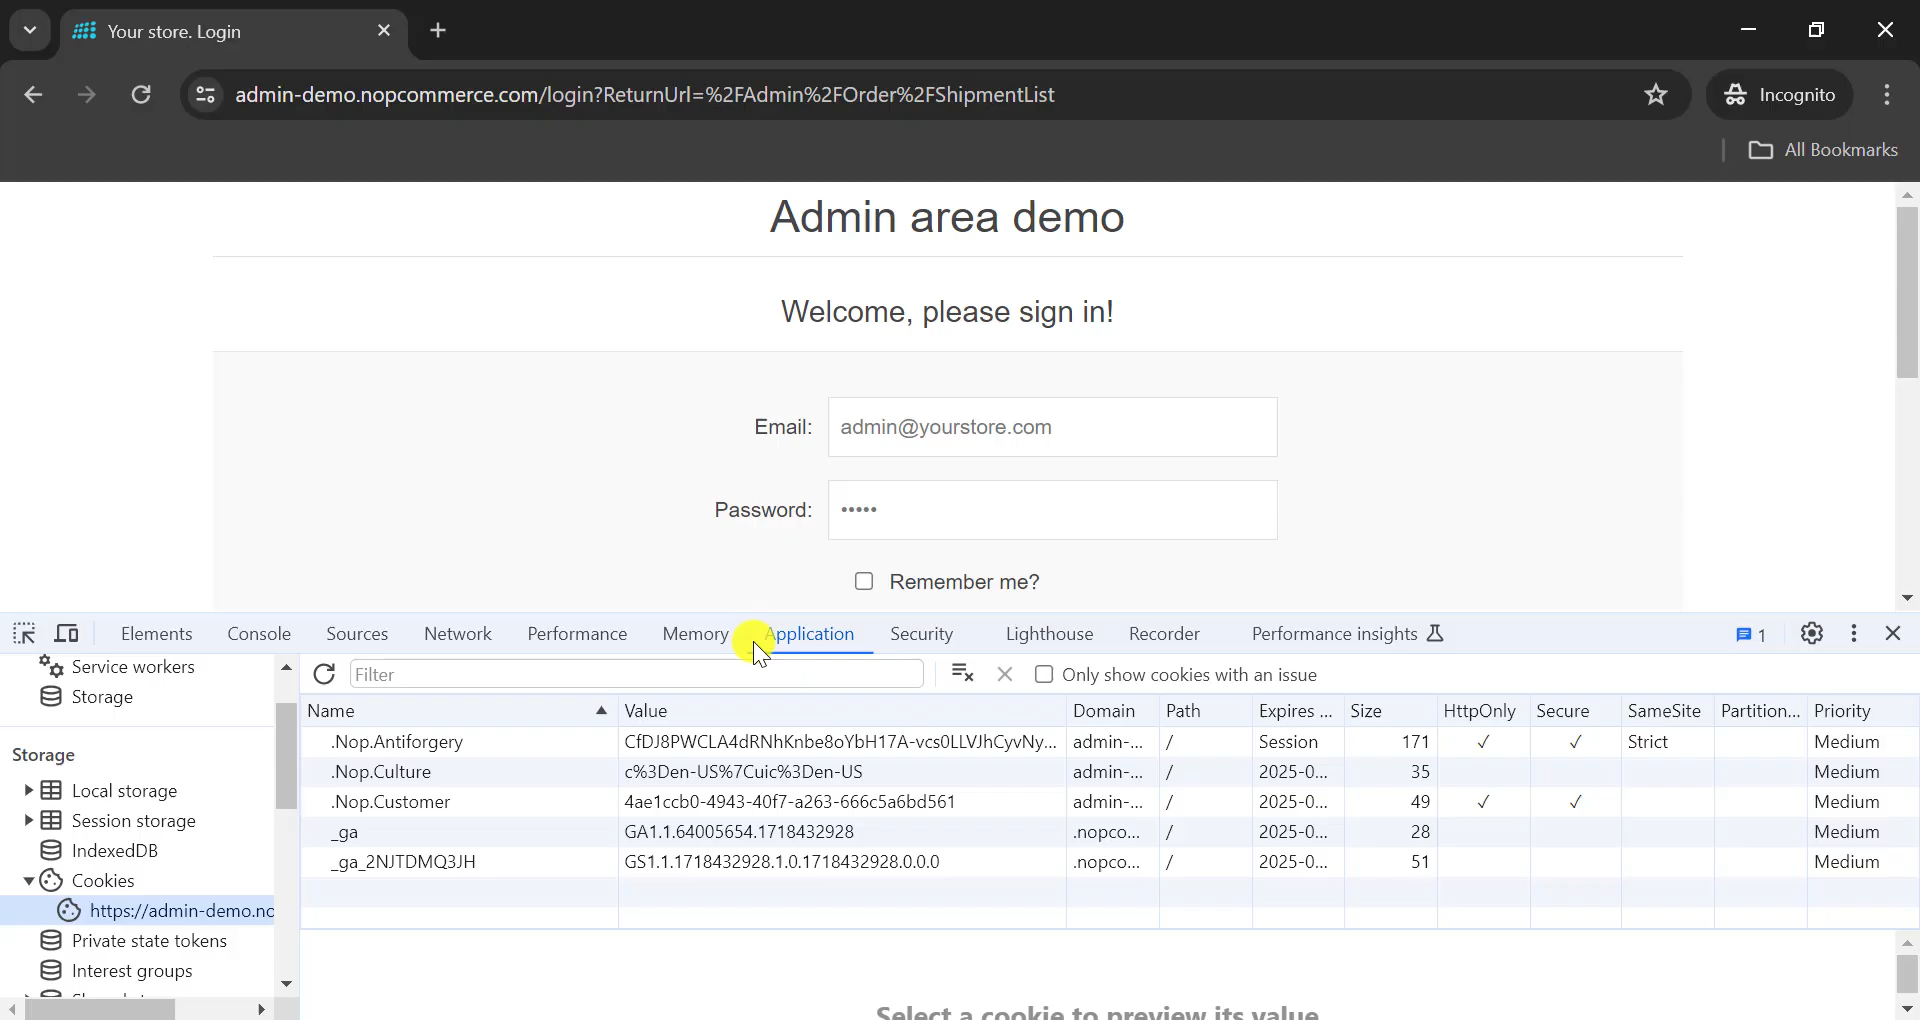 Your store. Login
admin-demo.nopcommerce.com/login?ReturnUrl=%2FAdmin%2FOrder%2FShipmentList
Incognito
All Bookmarks
Admin area demo
Welcome, please sign in!
Email: admin@yourstore.com
Password: •••••
Remember me?
Elements Console Sources Network Performance Memory Application Security Lighthouse Recorder Performance insights 1
Service workers
Storage
Filter
Only show cookies with an issue
Storage
Local storage
Session storage
IndexedDB
Cookies
https://admin-demo.no
Private state tokens
Interest groups
Name Value Domain Path Expires ... Size HttpOnly Secure SameSite Partition... Priority
.Nop.Antiforgery CfDJ8PWCLA4dRNhKnbe8oYbH17A-vcs0LLVJhCyvNy... admin-... / Session 171 ✓ ✓ Strict Medium
.Nop.Culture c%3Den-US%7Cuic%3Den-US admin-... / 2025-0... 35 Medium
.Nop.Customer 4ae1ccb0-4943-40f7-a263-666c5a6bd561 admin-... / 2025-0... 49 ✓ ✓ Medium
_ga GA1.1.64005654.1718432928 .nopco... / 2025-0... 28 Medium
_ga_2NJTDMQ3JH GS1.1.1718432928.1.0.1718432928.0.0.0 .nopco... / 2025-0... 51 Medium
Select a cookie to preview its value